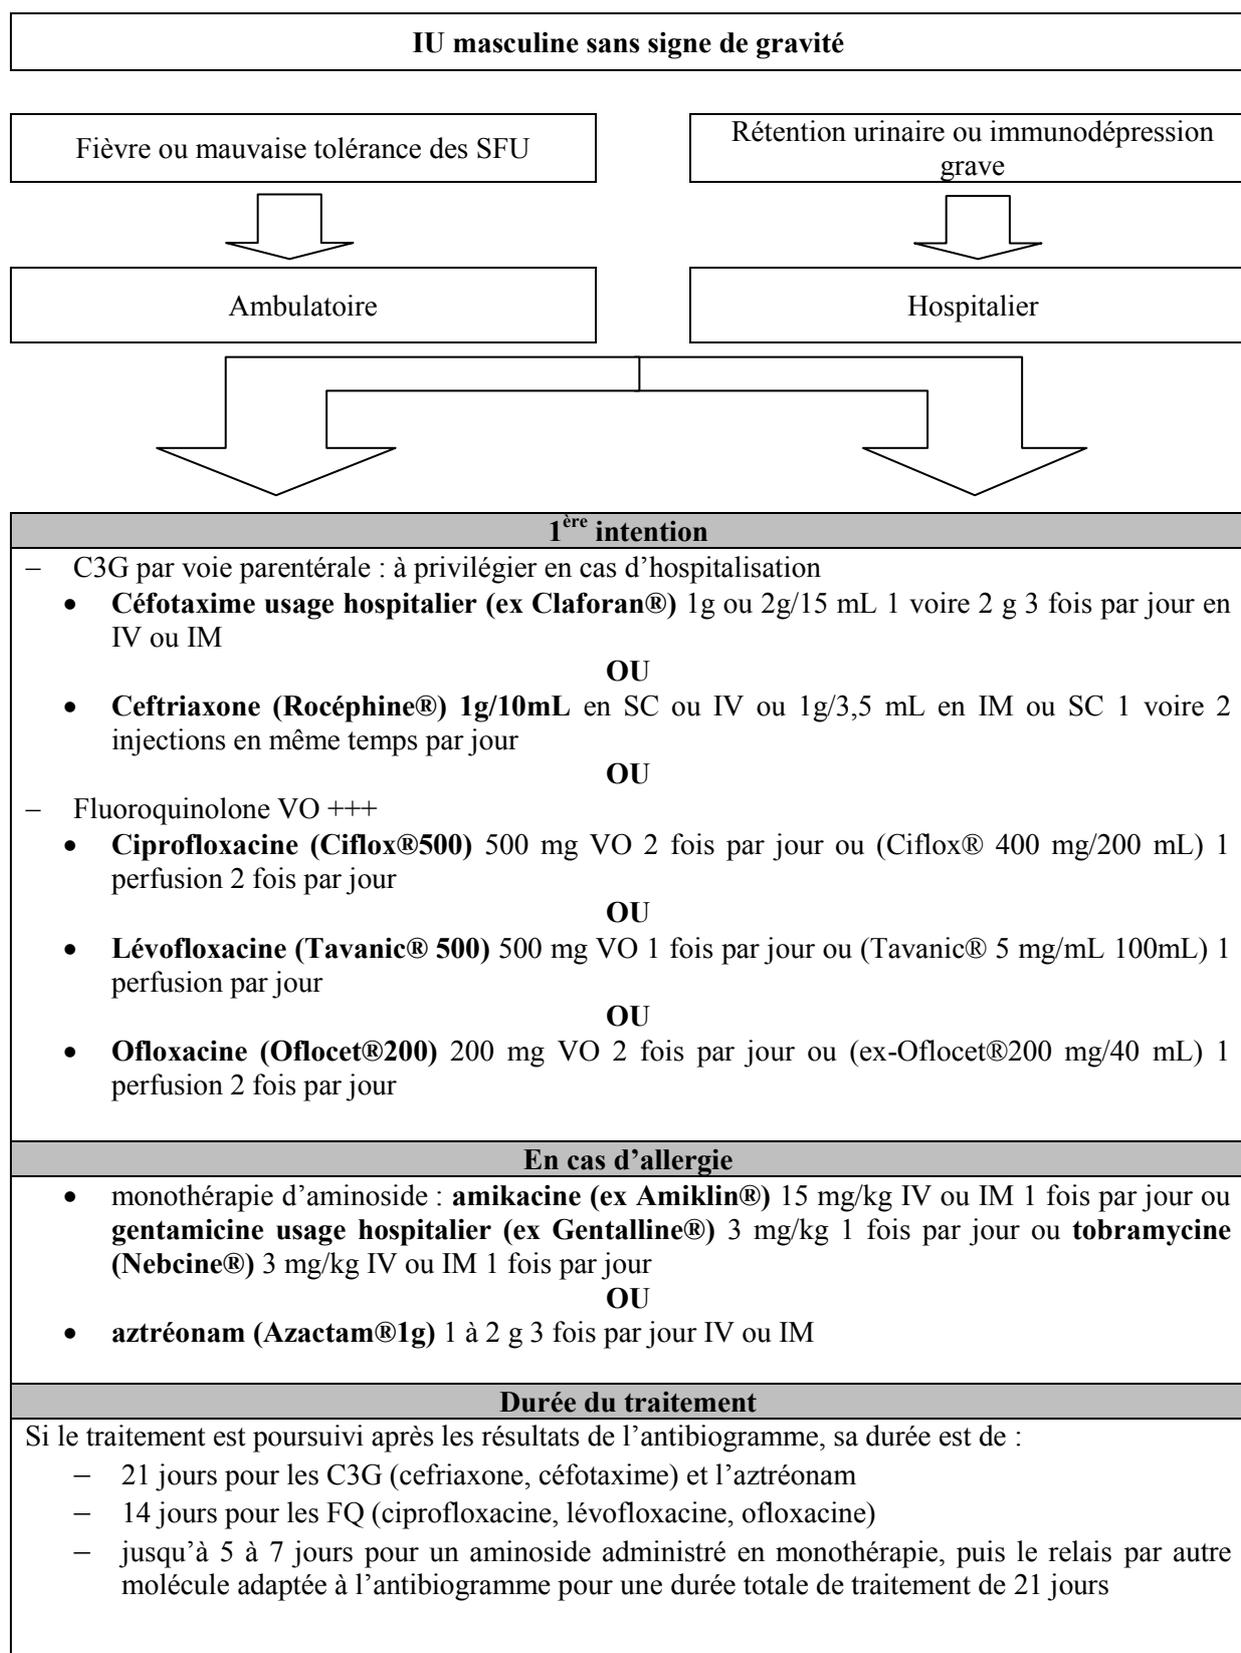 IU masculine sans signe de gravité
Fièvre ou mauvaise tolérance des SFU
Rétention urinaire ou immunodépression
grave
Ambulatoire
Hospitalier
1ère intention
– C3G par voie parentérale : à privilégier en cas d’hospitalisation
• Céfotaxime usage hospitalier (ex Claforan®) 1g ou 2g/15 mL 1 voire 2 g 3 fois par jour en
IV ou IM
OU
• Ceftriaxone (Rocéphine®) 1g/10mL en SC ou IV ou 1g/3,5 mL en IM ou SC 1 voire 2
injections en même temps par jour
OU
– Fluoroquinolone VO +++
• Ciprofloxacine (Ciflox®500) 500 mg VO 2 fois par jour ou (Ciflox® 400 mg/200 mL) 1
perfusion 2 fois par jour
OU
• Lévofloxacine (Tavanic® 500) 500 mg VO 1 fois par jour ou (Tavanic® 5 mg/mL 100mL) 1
perfusion par jour
OU
• Ofloxacine (Oflocet®200) 200 mg VO 2 fois par jour ou (ex-Oflocet®200 mg/40 mL) 1
perfusion 2 fois par jour
En cas d’allergie
• monothérapie d’aminoside : amikacine (ex Amiklin®) 15 mg/kg IV ou IM 1 fois par jour ou
gentamicine usage hospitalier (ex Gentalline®) 3 mg/kg 1 fois par jour ou tobramycine
(Nebcine®) 3 mg/kg IV ou IM 1 fois par jour
OU
• aztréonam (Azactam®1g) 1 à 2 g 3 fois par jour IV ou IM
Durée du traitement
Si le traitement est poursuivi après les résultats de l’antibiogramme, sa durée est de :
– 21 jours pour les C3G (cefriaxone, céfotaxime) et l’aztréonam
– 14 jours pour les FQ (ciprofloxacine, lévofloxacine, ofloxacine)
– jusqu’à 5 à 7 jours pour un aminoside administré en monothérapie, puis le relais par autre
molécule adaptée à l’antibiogramme pour une durée totale de traitement de 21 jours